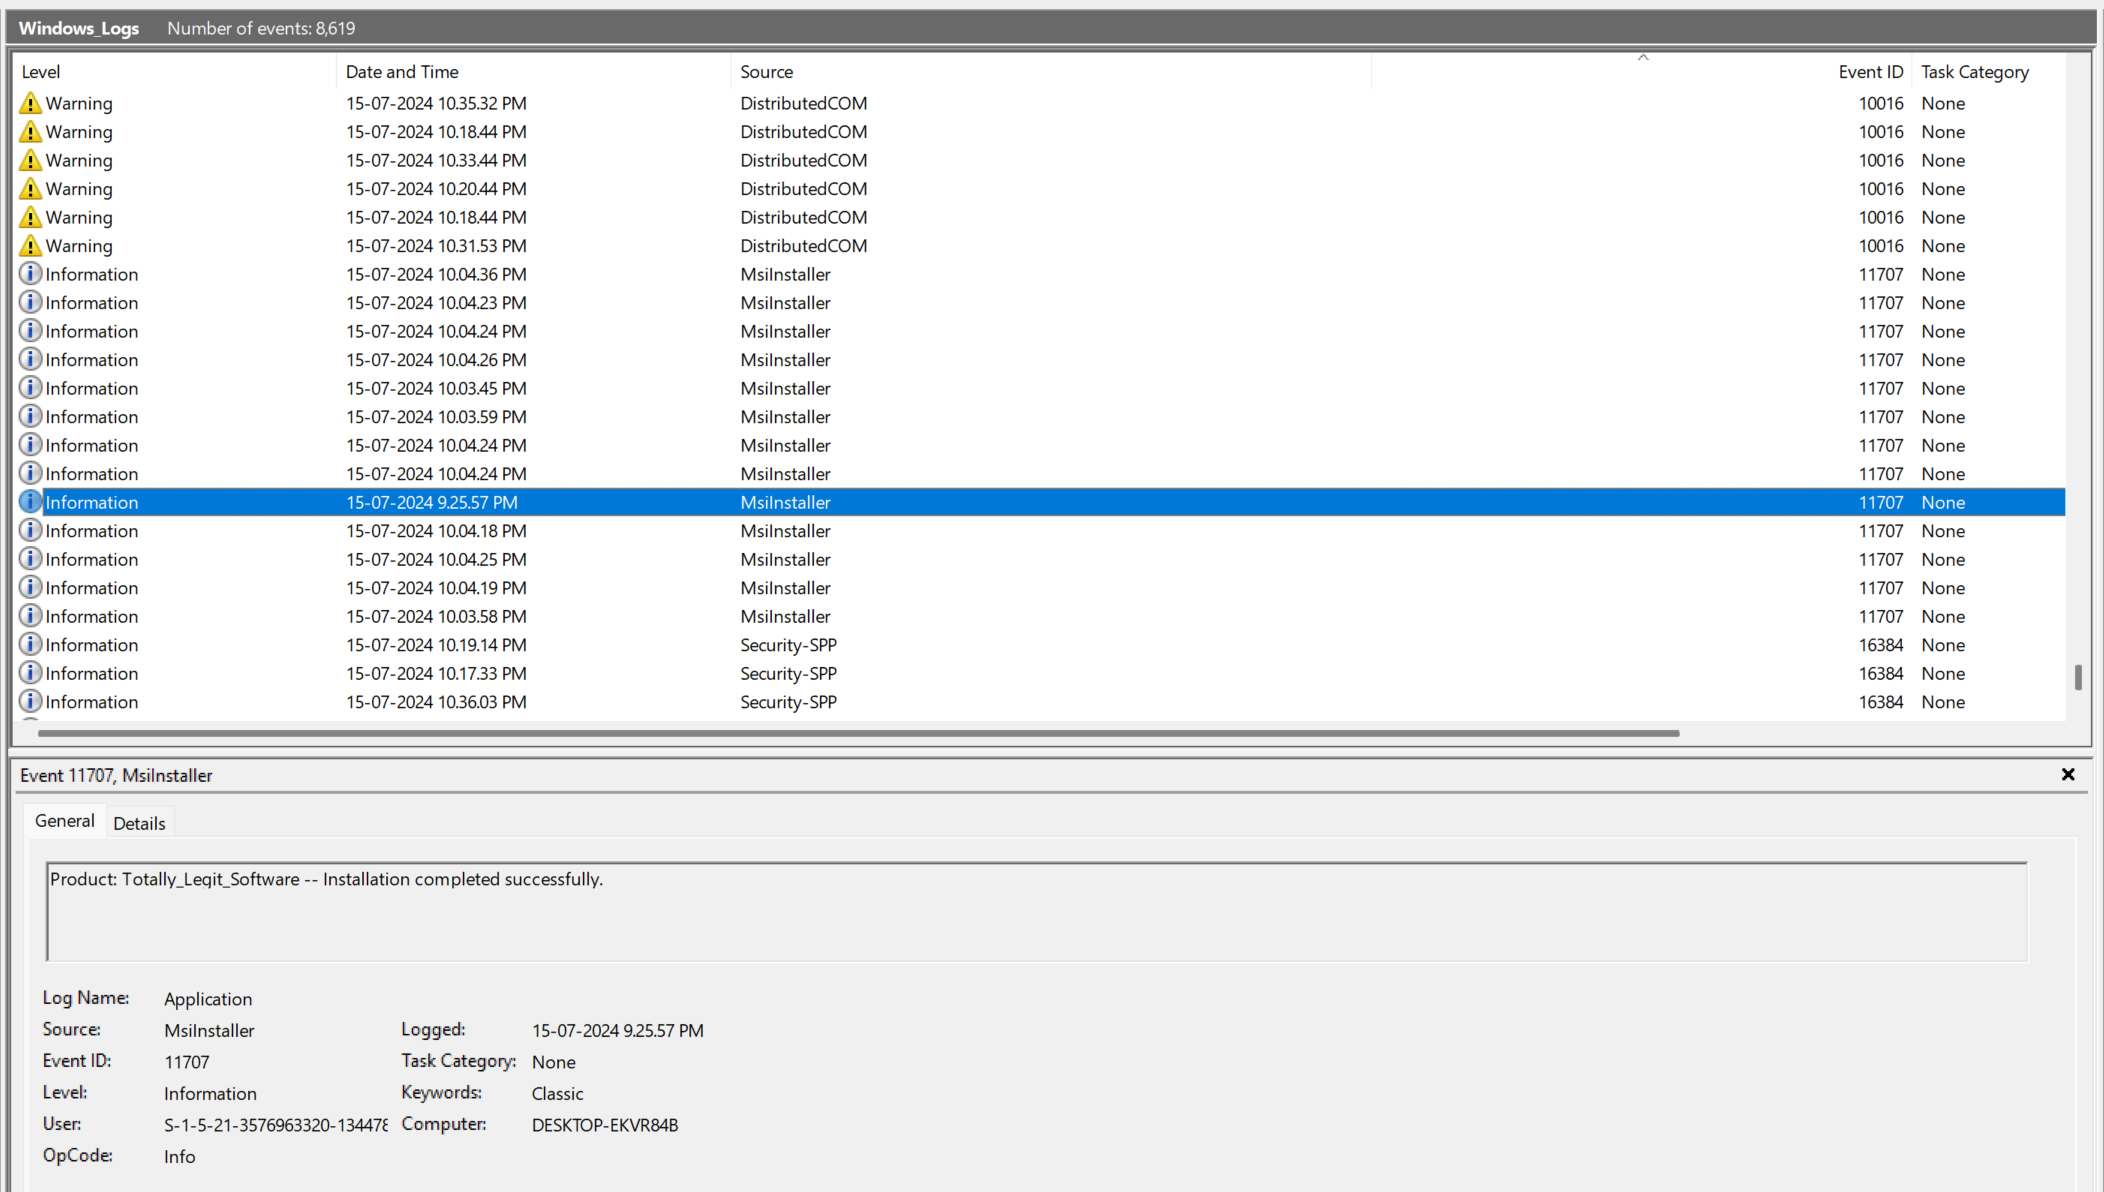 Windows_Logs Number of events: 8,619
Level Date and Time Source Event ID Task Category
Warning 15-07-2024 10.35.32 PM DistributedCOM 10016 None
Warning 15-07-2024 10.18.44 PM DistributedCOM 10016 None
Warning 15-07-2024 10.33.44 PM DistributedCOM 10016 None
Warning 15-07-2024 10.20.44 PM DistributedCOM 10016 None
Warning 15-07-2024 10.18.44 PM DistributedCOM 10016 None
Warning 15-07-2024 10.31.53 PM DistributedCOM 10016 None
Information 15-07-2024 10.04.36 PM MsiInstaller 11707 None
Information 15-07-2024 10.04.23 PM MsiInstaller 11707 None
Information 15-07-2024 10.04.24 PM MsiInstaller 11707 None
Information 15-07-2024 10.04.26 PM MsiInstaller 11707 None
Information 15-07-2024 10.03.45 PM MsiInstaller 11707 None
Information 15-07-2024 10.03.59 PM MsiInstaller 11707 None
Information 15-07-2024 10.04.24 PM MsiInstaller 11707 None
Information 15-07-2024 10.04.24 PM MsiInstaller 11707 None
Information 15-07-2024 9.25.57 PM MsiInstaller 11707 None
Information 15-07-2024 10.04.18 PM MsiInstaller 11707 None
Information 15-07-2024 10.04.25 PM MsiInstaller 11707 None
Information 15-07-2024 10.04.19 PM MsiInstaller 11707 None
Information 15-07-2024 10.03.58 PM MsiInstaller 11707 None
Information 15-07-2024 10.19.14 PM Security-SPP 16384 None
Information 15-07-2024 10.17.33 PM Security-SPP 16384 None
Information 15-07-2024 10.36.03 PM Security-SPP 16384 None
Event 11707, MsiInstaller
General Details
Product: Totally_Legit_Software -- Installation completed successfully.
Log Name: Application
Source: MsiInstaller Logged: 15-07-2024 9.25.57 PM
Event ID: 11707 Task Category: None
Level: Information Keywords: Classic
User: S-1-5-21-3576963320-134478 Computer: DESKTOP-EKVR84B
OpCode: Info